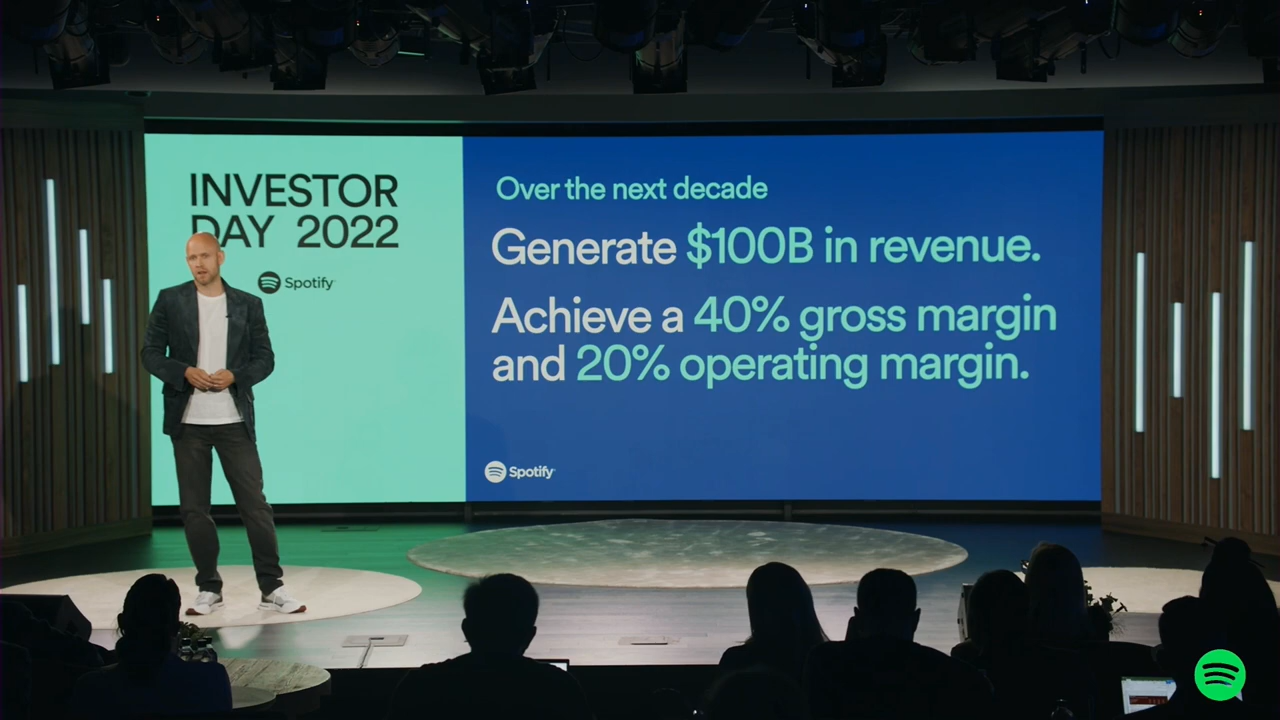 INVESTOR
DAY 2022
Spotify
Over the next decade
Generate $100B in revenue.
Achieve a 40% gross margin
and 20% operating margin.
Spotify